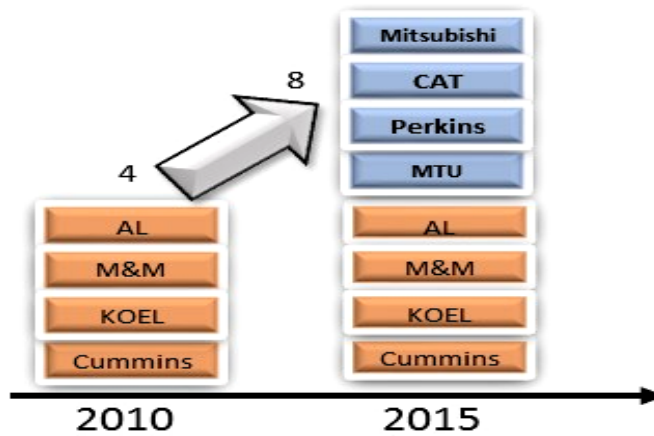 Mitsubishi
8
CAT
Perkins
4
MTU
AL
AL
M&M
M&M
KOEL
KOEL
Cummins
Cummins
2010
2015